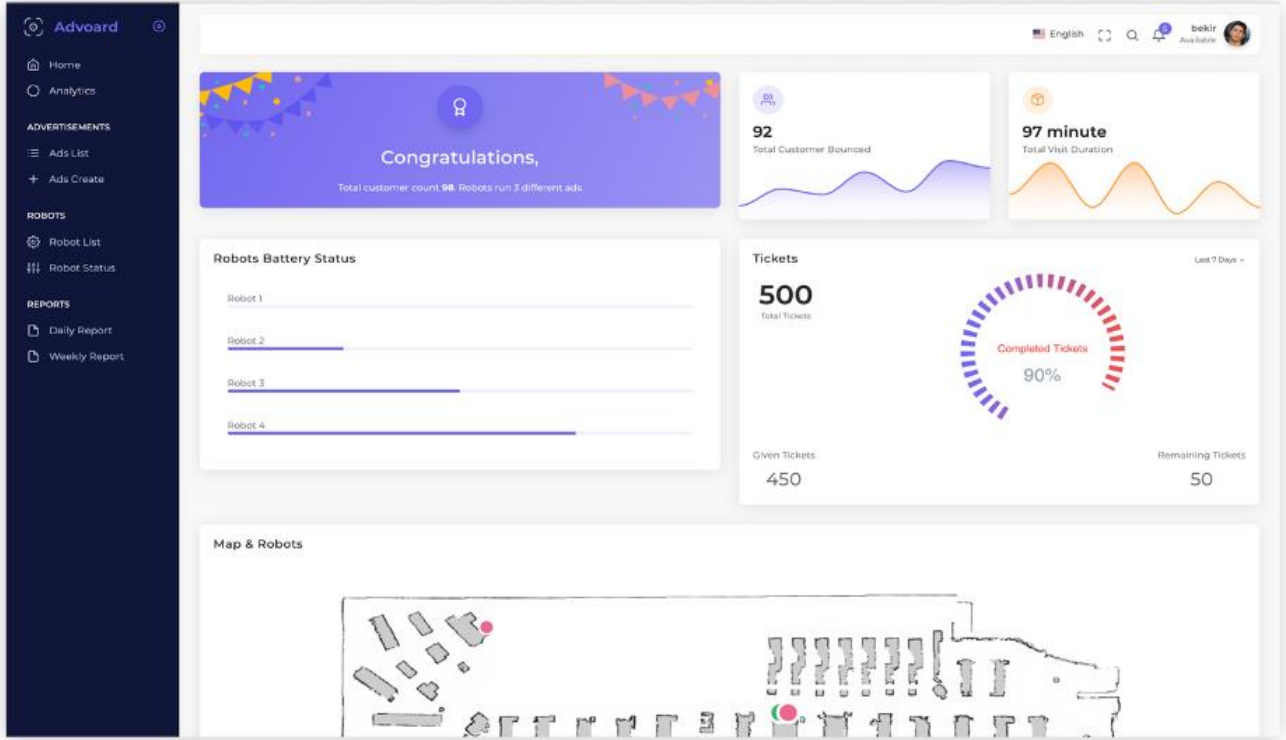 Advoard
Home
Analytics
ADVERTISEMENTS
Ads List
Ads Create
ROBOTS
Robot List
Robot Status
REPORTS
Daily Report
Weekly Report
English
5
bekir
Available
Congratulations,
Total customer count 98. Robots run 3 different ads
92
Total Customer Bounced
97 minute
Total Visit Duration
Robots Battery Status
Robot 1
Robot 2
Robot 3
Robot 4
Tickets
Last 7 Days
500
Total Tickets
Completed Tickets
90%
Given Tickets
450
Remaining Tickets
50
Map & Robots